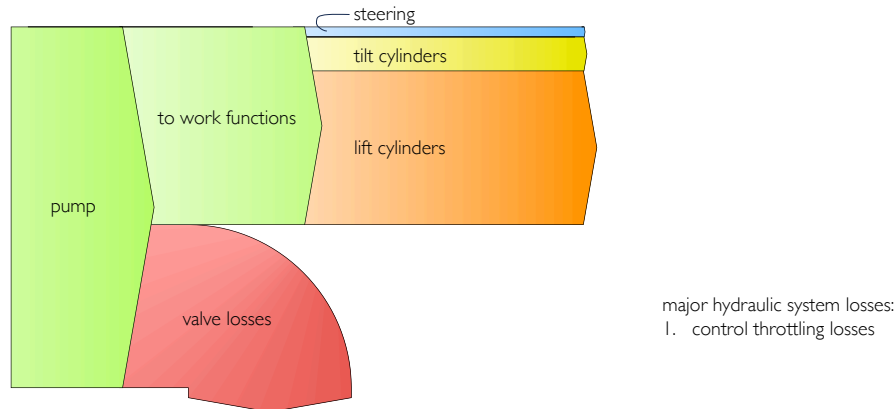 steering
tilt cylinders
to work functions
lift cylinders
pump
valve losses
major hydraulic system losses:
1. control throttling losses